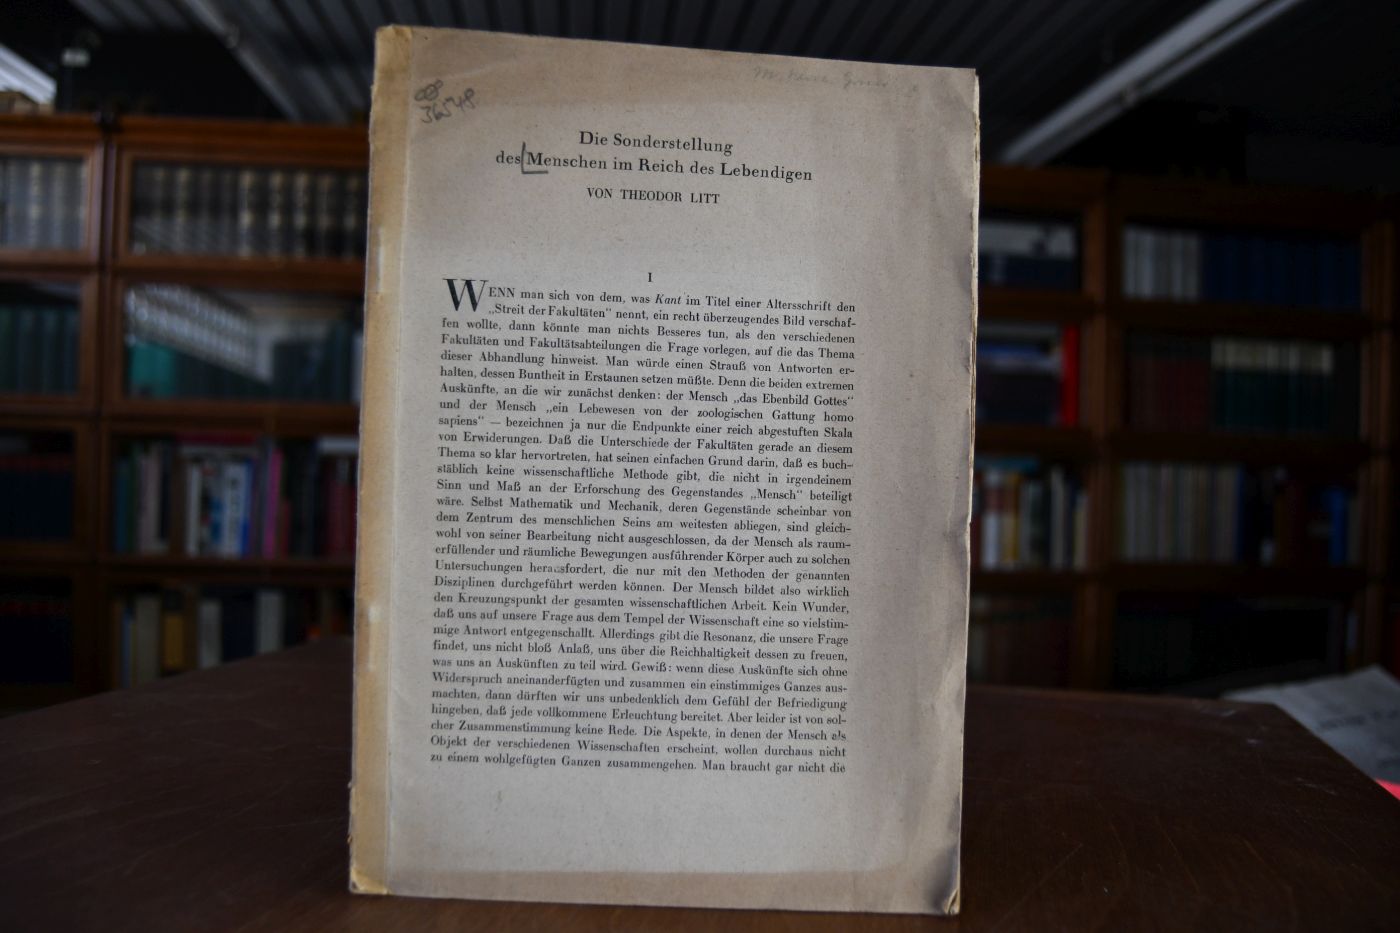 36548
Die Sonderstellung
des Menschen im Reich des Lebendigen
VON THEODOR LITT
I
WENN man sich von dem, was Kant im Titel einer Altersschrift den
„Streit der Fakultäten“ nennt, ein recht überzeugendes Bild verschaf-
fen wollte, dann könnte man nichts Besseres tun, als den verschiedenen
Fakultäten und Fakultätsabteilungen die Frage vorlegen, auf die das Thema
dieser Abhandlung hinweist. Man würde einen Strauß von Antworten er-
halten, dessen Buntheit in Erstaunen setzen müßte. Denn die beiden extremen
Auskünfte, an die wir zunächst denken: der Mensch „das Ebenbild Gottes“
und der Mensch „ein Lebewesen von der zoologischen Gattung homo
sapiens“ — bezeichnen ja nur die Endpunkte einer reich abgestuften Skala
von Erwiderungen. Daß die Unterschiede der Fakultäten gerade an diesem
Thema so klar hervortreten, hat seinen einfachen Grund darin, daß es buch-
stäblich keine wissenschaftliche Methode gibt, die nicht in irgendeinem
Sinn und Maß an der Erforschung des Gegenstandes „Mensch“ beteiligt
wäre. Selbst Mathematik und Mechanik, deren Gegenstände scheinbar von
dem Zentrum des menschlichen Seins am weitesten abliegen, sind gleich-
wohl von seiner Bearbeitung nicht ausgeschlossen, da der Mensch als raum-
erfüllender und räumliche Bewegungen ausführender Körper auch zu solchen
Untersuchungen herausfordert, die nur mit den Methoden der genannten
Disziplinen durchgeführt werden können. Der Mensch bildet also wirklich
den Kreuzungspunkt der gesamten wissenschaftlichen Arbeit. Kein Wunder,
daß uns auf unsere Frage aus dem Tempel der Wissenschaft eine so vielstim-
mige Antwort entgegenschallt. Allerdings gibt die Resonanz, die unsere Frage
findet, uns nicht bloß Anlaß, uns über die Reichhaltigkeit dessen zu freuen,
was uns an Auskünften zu teil wird. Gewiß: wenn diese Auskünfte sich ohne
Widerspruch aneinanderfügten und zusammen ein einstimmiges Ganzes aus-
machten, dann dürften wir uns unbedenklich dem Gefühl der Befriedigung
hingeben, daß jede vollkommene Erleuchtung bereitet. Aber leider ist von sol-
cher Zusammenstimmung keine Rede. Die Aspekte, in denen der Mensch als
Objekt der verschiedenen Wissenschaften erscheint, wollen durchaus nicht
zu einem wohlgefügten Ganzen zusammengehen. Man braucht gar nicht die